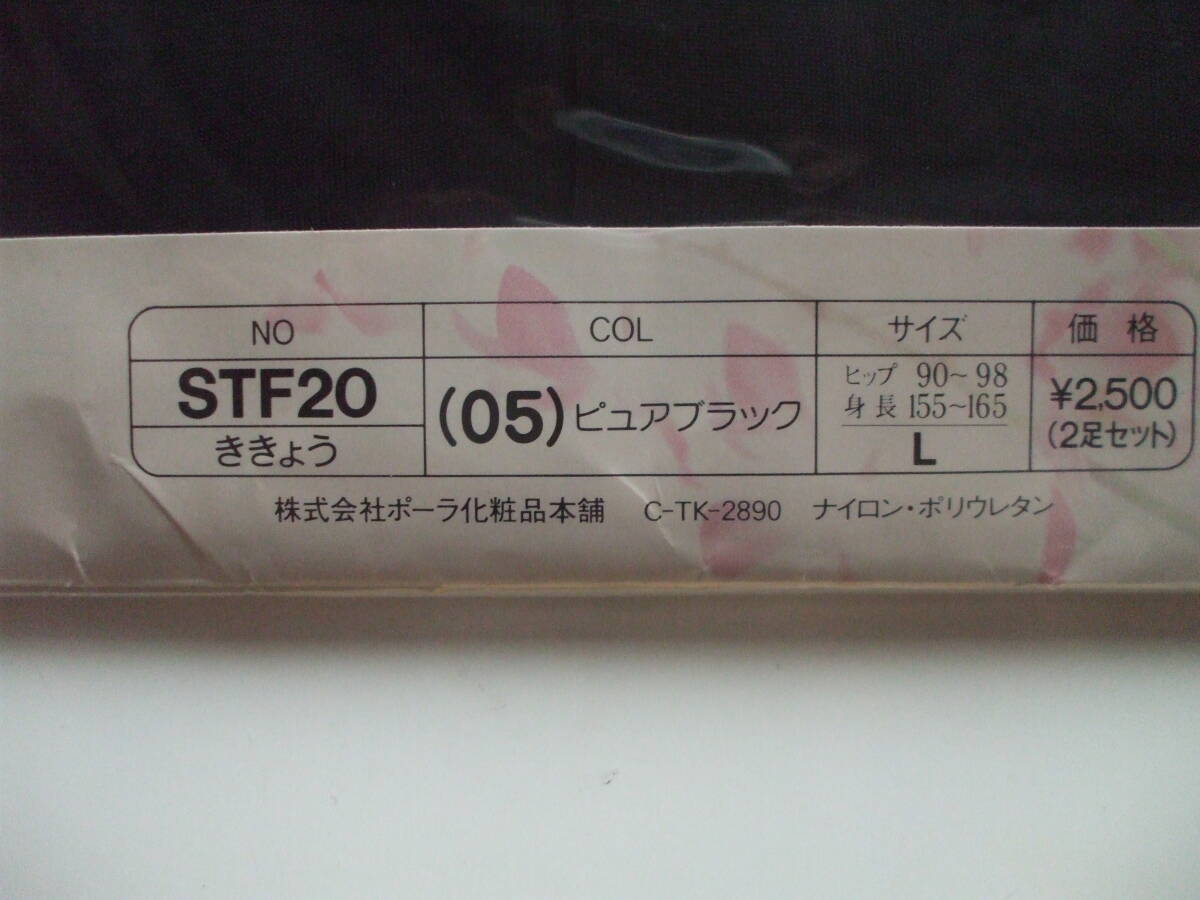 NO COL サイズ 価格
STF20 (05)ピュアブラック ヒップ 90~98 ¥2,500
ききょう 身長 155~165 (2足セット)
L
株式会社ポーラ化粧品本舗 C-TK-2890 ナイロン・ポリウレタン